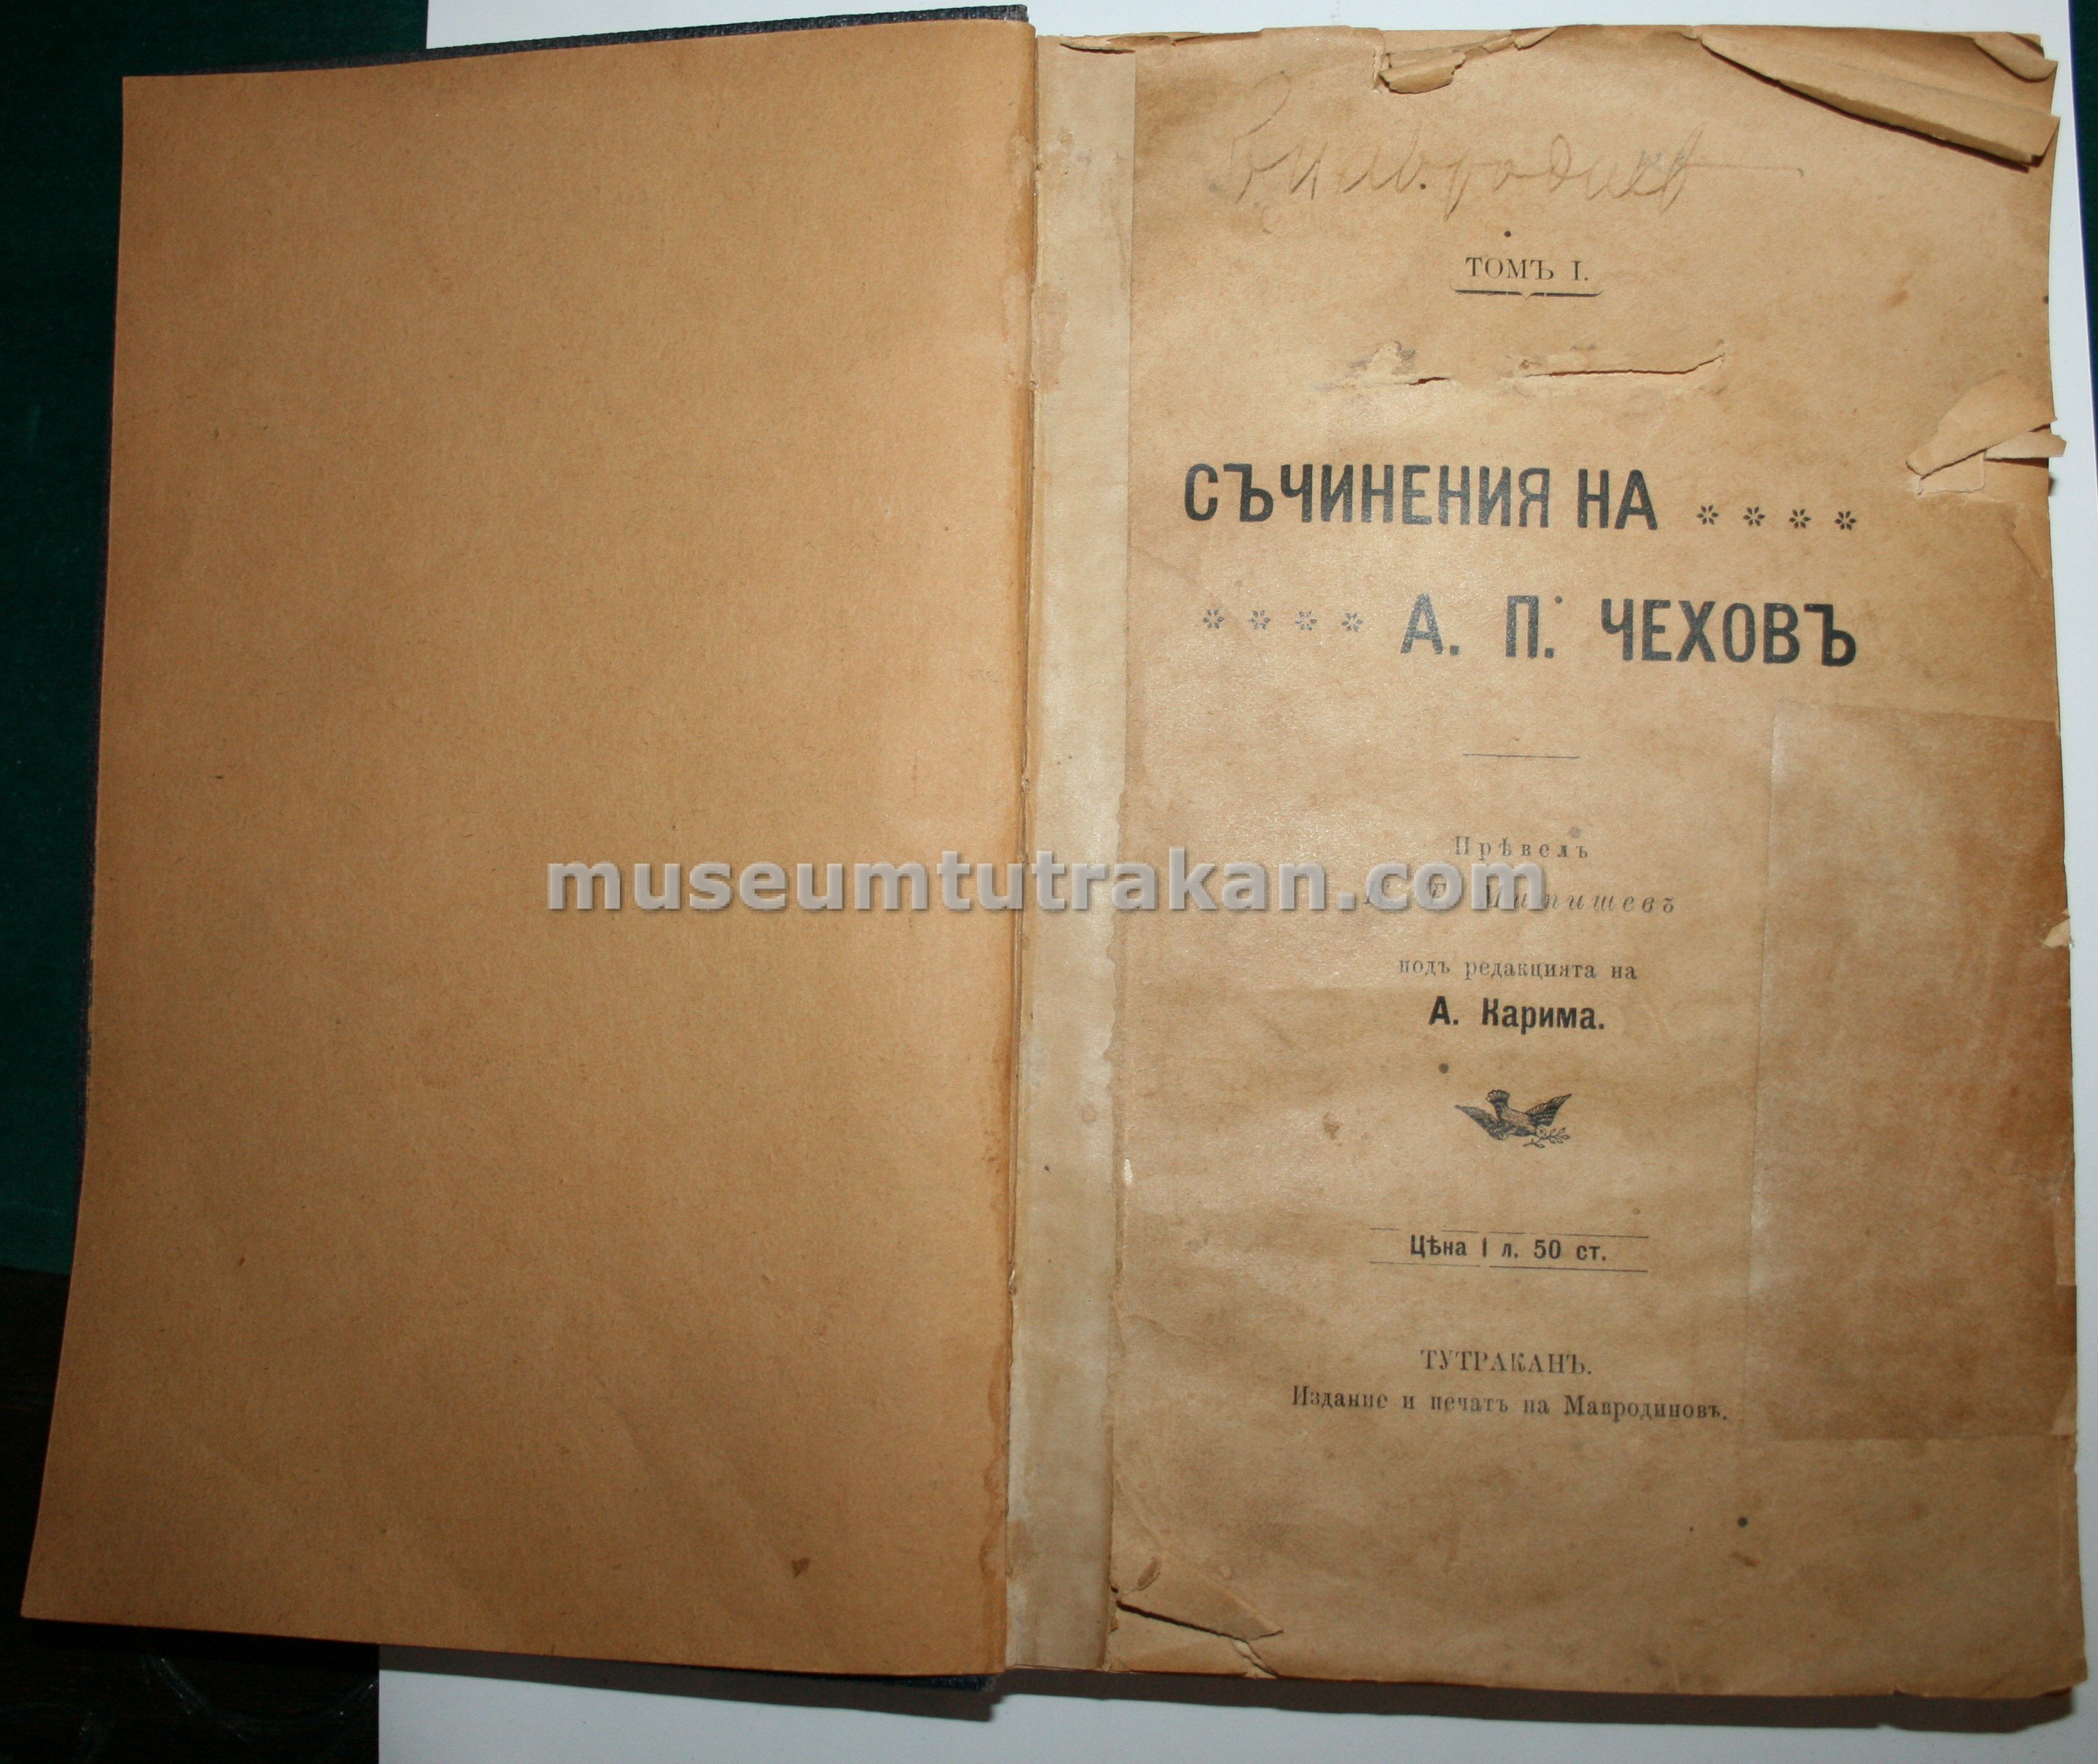 ТОМЪ I.
СЪЧИНЕНИЯ НА
А. П. ЧЕХОВЪ
Прѣвелъ
museumtutrakan.com
подъ редакцията на
А. Карима.
Цѣна 1 л. 50 ст.
ТУТРАКАНЪ.
Издание и печатъ на Мавродиновъ.